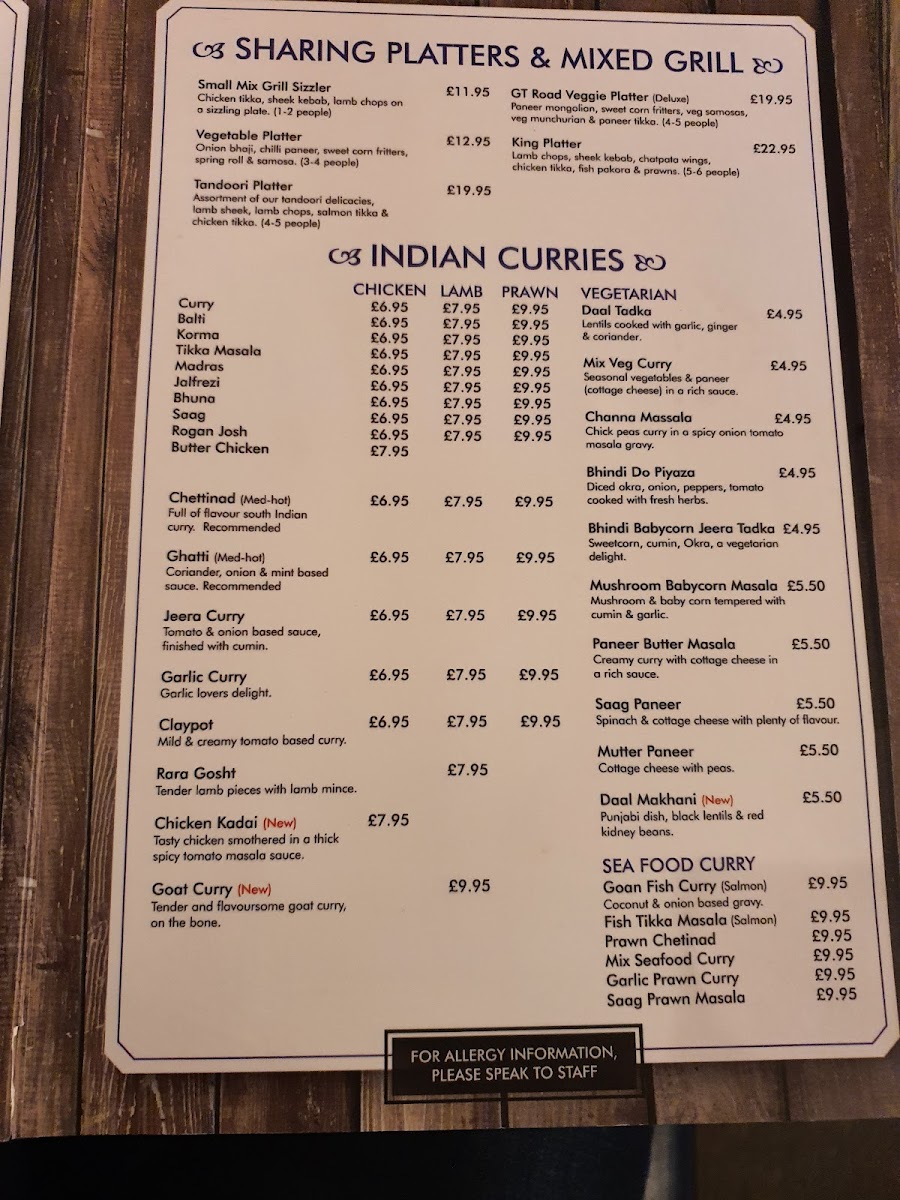 SHARING PLATTERS & MIXED GRILL
Small Mix Grill Sizzler £11.95
Chicken tikka, sheek kebab, lamb chops on
a sizzling plate. (1-2 people)
Vegetable Platter £12.95
Onion bhaji, chilli paneer, sweet corn fritters,
spring roll & samosa. (3-4 people)
Tandoori Platter £19.95
Assortment of our tandoori delicacies,
lamb sheek, lamb chops, salmon tikka &
chicken tikka. (4-5 people)
GT Road Veggie Platter (Deluxe) £19.95
Paneer mongolian, sweet corn fritters, veg samosas,
veg munchurian & paneer tikka. (4-5 people)
King Platter £22.95
Lamb chops, sheek kebab, chatpata wings,
chicken tikka, fish pakora & prawns. (5-6 people)
INDIAN CURRIES
CHICKEN LAMB PRAWN
Curry £6.95 £7.95 £9.95
Balti £6.95 £7.95 £9.95
Korma £6.95 £7.95 £9.95
Tikka Masala £6.95 £7.95 £9.95
Madras £6.95 £7.95 £9.95
Jalfrezi £6.95 £7.95 £9.95
Bhuna £6.95 £7.95 £9.95
Saag £6.95 £7.95 £9.95
Rogan Josh £6.95 £7.95 £9.95
Butter Chicken £7.95
Chettinad (Med-hot) £6.95 £7.95 £9.95
Full of flavour south Indian
curry. Recommended
Ghatti (Med-hot) £6.95 £7.95 £9.95
Coriander, onion & mint based
sauce. Recommended
Jeera Curry £6.95 £7.95 £9.95
Tomato & onion based sauce,
finished with cumin.
Garlic Curry £6.95 £7.95 £9.95
Garlic lovers delight.
Claypot £6.95 £7.95 £9.95
Mild & creamy tomato based curry.
Rara Gosht £7.95
Tender lamb pieces with lamb mince.
Chicken Kadai (New) £7.95
Tasty chicken smothered in a thick
spicy tomato masala sauce.
Goat Curry (New) £9.95
Tender and flavoursome goat curry,
on the bone.
VEGETARIAN
Daal Tadka £4.95
Lentils cooked with garlic, ginger
& coriander.
Mix Veg Curry £4.95
Seasonal vegetables & paneer
(cottage cheese) in a rich sauce.
Channa Massala £4.95
Chick peas curry in a spicy onion tomato
masala gravy.
Bhindi Do Piyaza £4.95
Diced okra, onion, peppers, tomato
cooked with fresh herbs.
Bhindi Babycorn Jeera Tadka £4.95
Sweetcorn, cumin, Okra, a vegetarian
delight.
Mushroom Babycorn Masala £5.50
Mushroom & baby corn tempered with
cumin & garlic.
Paneer Butter Masala £5.50
Creamy curry with cottage cheese in
a rich sauce.
Saag Paneer £5.50
Spinach & cottage cheese with plenty of flavour.
Mutter Paneer £5.50
Cottage cheese with peas.
Daal Makhani (New) £5.50
Punjabi dish, black lentils & red
kidney beans.
SEA FOOD CURRY
Goan Fish Curry (Salmon) £9.95
Coconut & onion based gravy.
Fish Tikka Masala (Salmon) £9.95
Prawn Chetinad £9.95
Mix Seafood Curry £9.95
Garlic Prawn Curry £9.95
Saag Prawn Masala £9.95
FOR ALLERGY INFORMATION,
PLEASE SPEAK TO STAFF